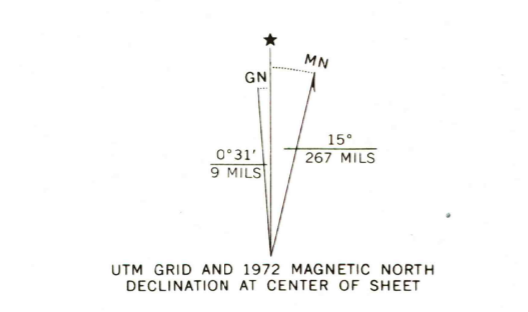 MN
GN
15°
267 MILS
0°31'
9 MILS
UTM GRID AND 1972 MAGNETIC NORTH
DECLINATION AT CENTER OF SHEET